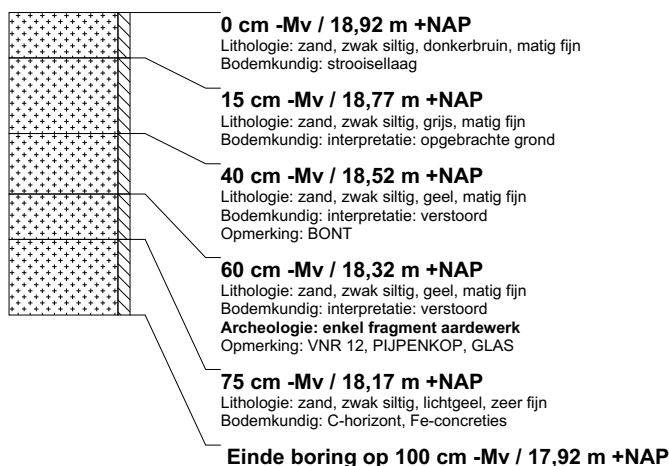 0 cm -Mv / 18,92 m +NAP
Lithologie: zand, zwak siltig, donkerbruin, matig fijn
Bodemkundig: strooisellaag
15 cm -Mv / 18,77 m +NAP
Lithologie: zand, zwak siltig, grijs, matig fijn
Bodemkundig: interpretatie: opgebrachte grond
40 cm -Mv / 18,52 m +NAP
Lithologie: zand, zwak siltig, geel, matig fijn
Bodemkundig: interpretatie: verstoord
Opmerking: BONT
60 cm -Mv / 18,32 m +NAP
Lithologie: zand, zwak siltig, geel, matig fijn
Bodemkundig: interpretatie: verstoord
Archeologie: enkel fragment aardewerk
Opmerking: VNR 12, PIJPENKOP, GLAS
75 cm -Mv / 18,17 m +NAP
Lithologie: zand, zwak siltig, lichtgeel, zeer fijn
Bodemkundig: C-horizont, Fe-concreties
Einde boring op 100 cm -Mv / 17,92 m +NAP